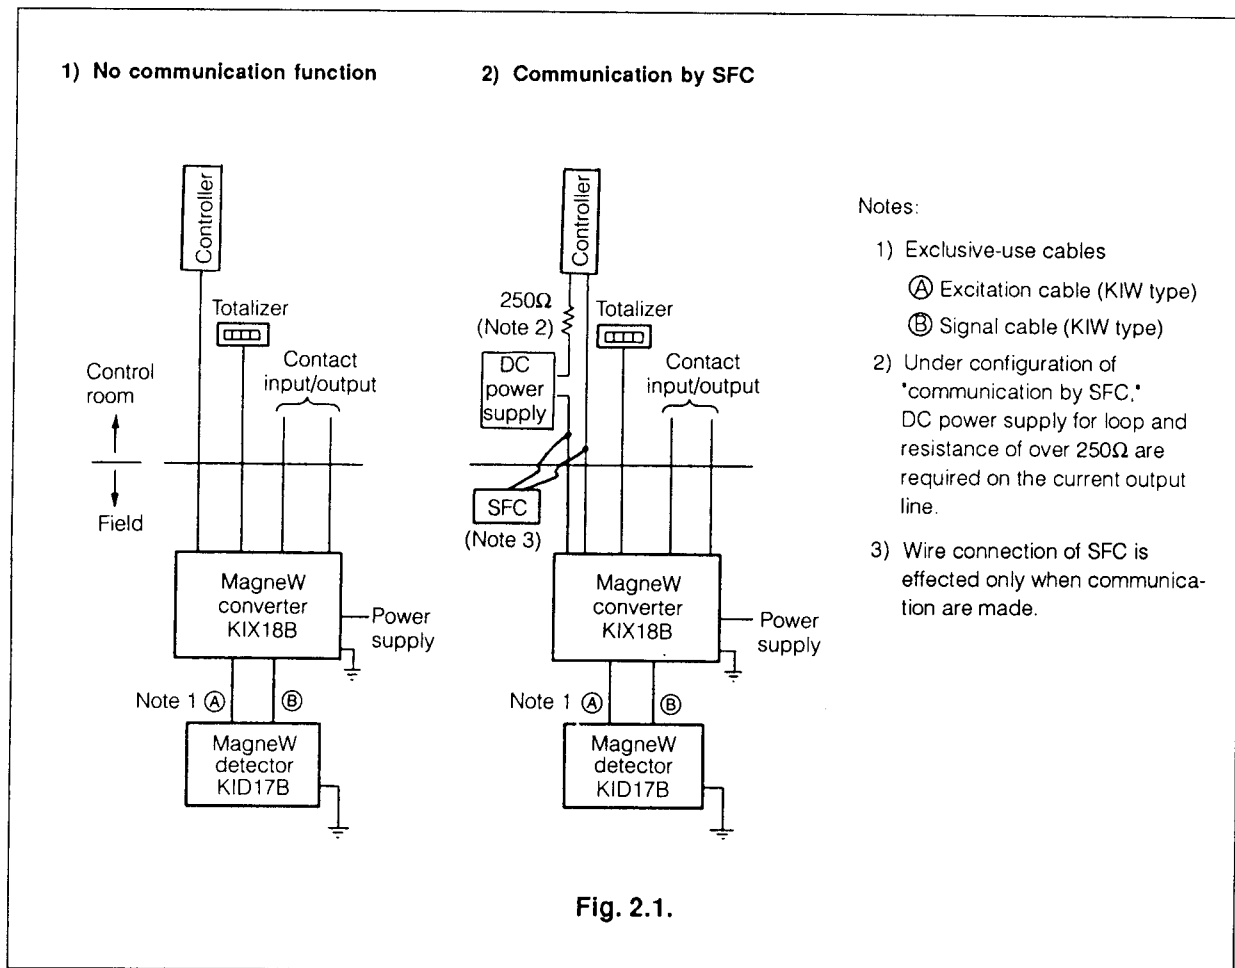 1) No communication function
Controller
Totalizer
Contact
input/output
Control
room
Field
MagneW
converter
KIX18B
Power
supply
Note 1 Ⓐ Ⓑ
MagneW
detector
KID17B
2) Communication by SFC
Controller
250Ω
(Note 2)
Totalizer
DC
power
supply
Contact
input/output
SFC
(Note 3)
MagneW
converter
KIX18B
Power
supply
Note 1 Ⓐ Ⓑ
MagneW
detector
KID17B
Notes:
1) Exclusive-use cables
Ⓐ Excitation cable (KIW type)
Ⓑ Signal cable (KIW type)
2) Under configuration of
"communication by SFC,"
DC power supply for loop and
resistance of over 250Ω are
required on the current output
line.
3) Wire connection of SFC is
effected only when communica-
tion are made.
Fig. 2.1.